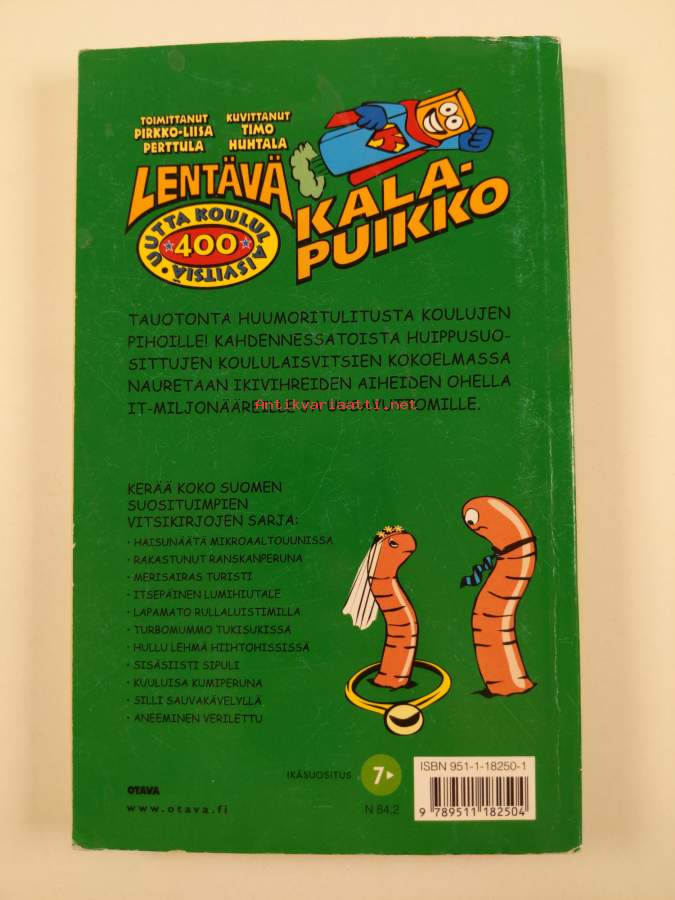 TOIMITTANUT
PIRKKO-LIISA
PERTTULA
KUVITTANUT
TIMO
HUHTALA
LENTÄVÄ
KALA-
PUIKKO
400
UUTTA KOULULAISVITSIÄ
TAUOTONTA HUUMORITULITUSTA KOULUJEN
PIHOILLE! KAHDENNESSATOISTA HUIPPUSUO-
SITTUJEN KOULULAISVITSIEN KOKOELMASSA
NAURETAAN IKIVIHREIDEN AIHEIDEN OHELLA
IT-MILJONÄÄREILLE JA
Antikvariaatti.net
KERÄÄ KOKO SUOMEN
SUOSITUIMPIEN
VITSIKIRJOJEN SARJA:
• HAISUNÄÄTÄ MIKROAALTOUUNISSA
• RAKASTUNUT RANSKANPERUNA
• MERISAIRAS TURISTI
• ITSEPÄINEN LUMIHIUTALE
• LAPAMATO RULLALUISTIMILLA
• TURBOMUMMO TUKISUKISSA
• HULLU LEHMÄ HIIHTOHISSISSÄ
• SISÄSIISTI SIPULI
• KUULUISA KUMIPERUNA
• SILLI SAUVAKÄVELYLLÄ
• ANEEMINEN VERILETTU
IKÄSUOSITUS
7
OTAVA
www.otava.fi
N 84.2
ISBN 951-1-18250-1
9 789511 182504